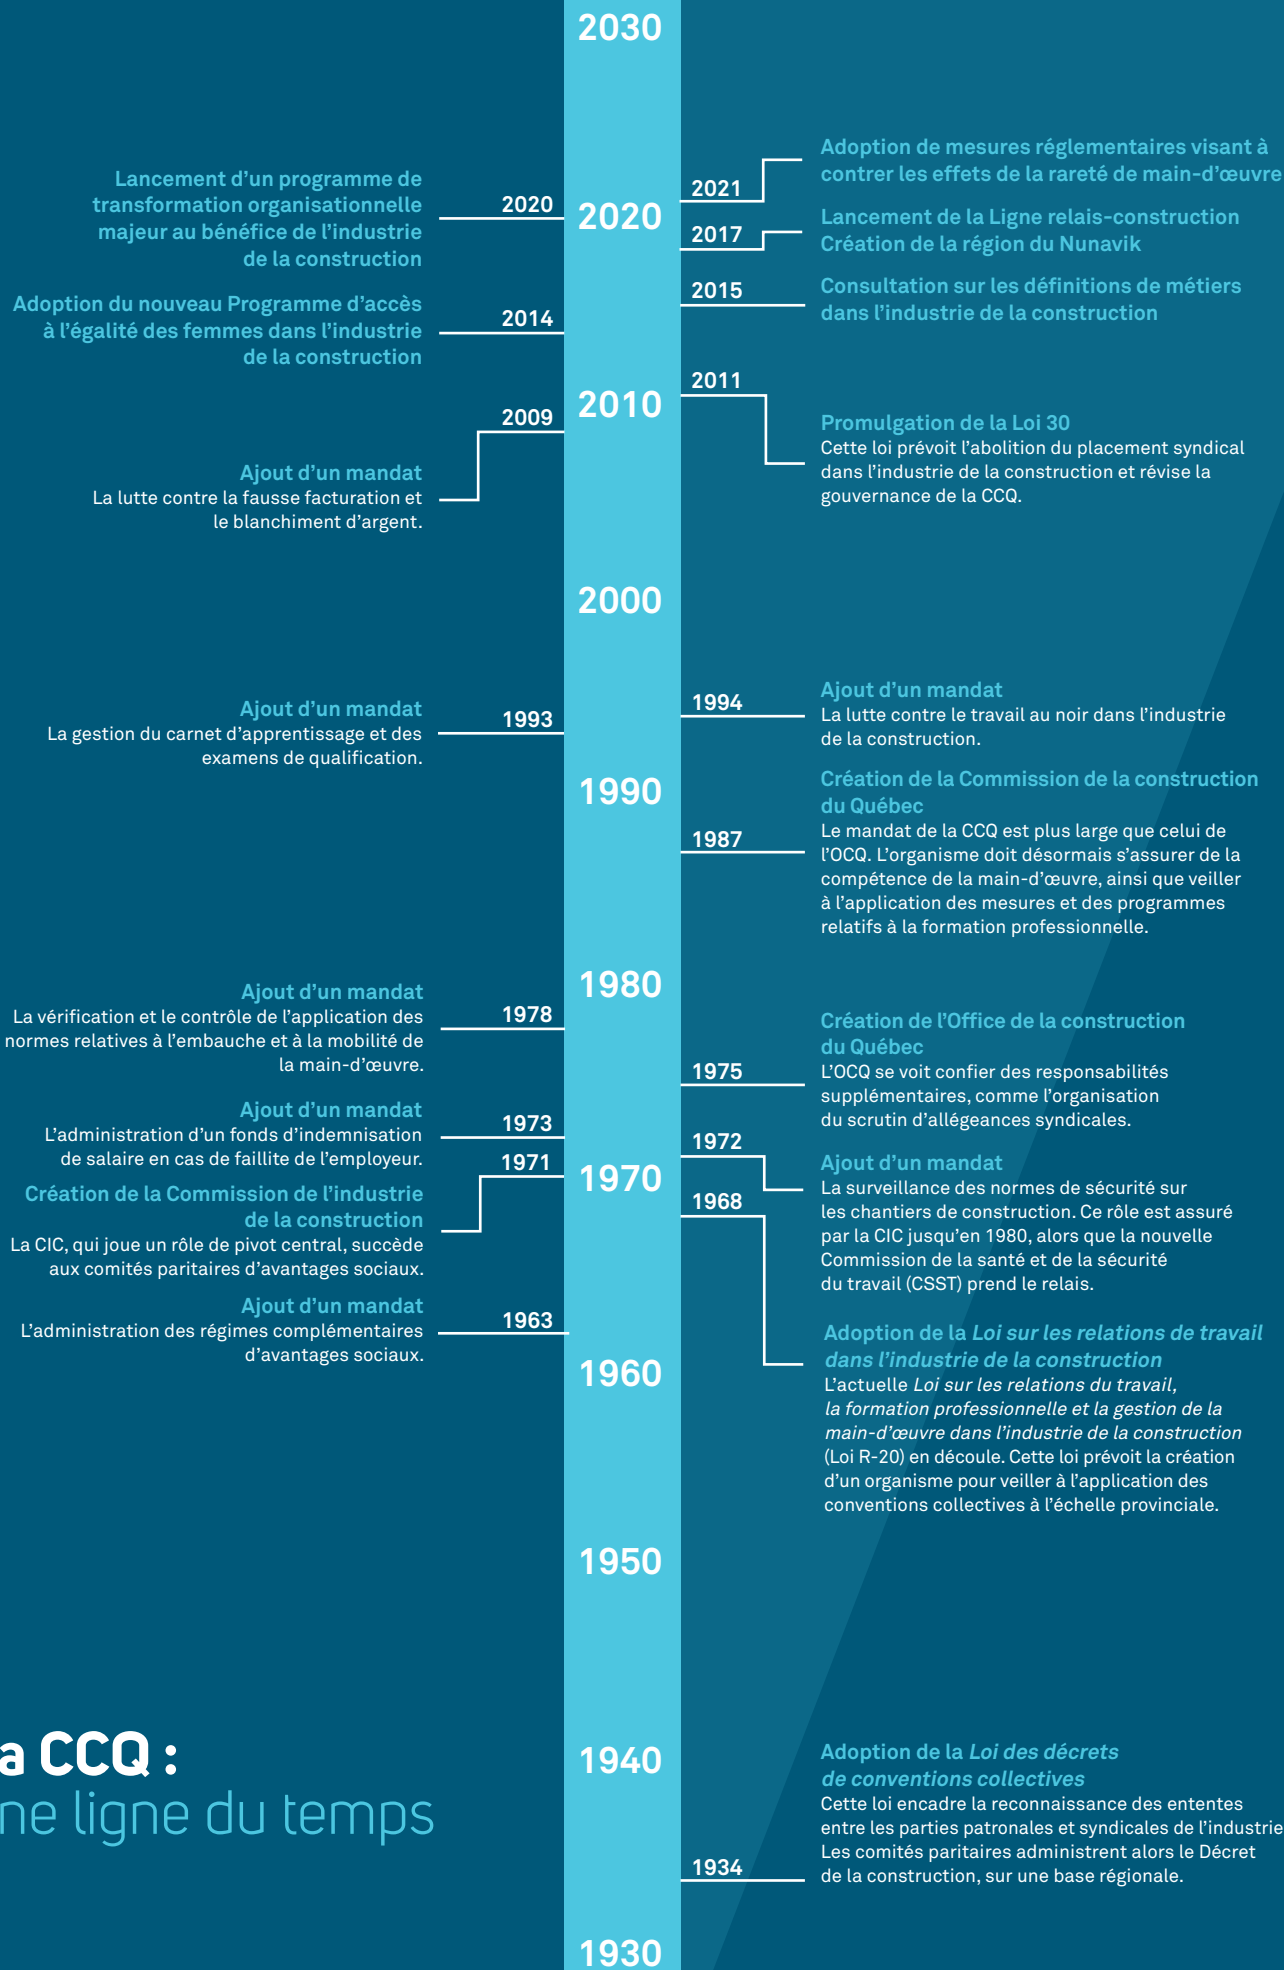 2030
Adoption de mesures réglementaires visant à
contrer les effets de la rareté de main-d’œuvre
2021
Lancement d’un programme de
transformation organisationnelle
majeur au bénéfice de l’industrie
de la construction
2020
2020
Lancement de la Ligne relais-construction
Création de la région du Nunavik
2017
Consultation sur les définitions de métiers
dans l’industrie de la construction
2015
Adoption du nouveau Programme d’accès
à l’égalité des femmes dans l’industrie
de la construction
2014
2011
Promulgation de la Loi 30
Cette loi prévoit l’abolition du placement syndical
dans l’industrie de la construction et révise la
gouvernance de la CCQ.
2010
2009
Ajout d’un mandat
La lutte contre la fausse facturation et
le blanchiment d’argent.
2000
1994
Ajout d’un mandat
La lutte contre le travail au noir dans l’industrie
de la construction.
Ajout d’un mandat
La gestion du carnet d’apprentissage et des
examens de qualification.
1993
1990
Création de la Commission de la construction
du Québec
1987
Le mandat de la CCQ est plus large que celui de
l’OCQ. L’organisme doit désormais s’assurer de la
compétence de la main-d’œuvre, ainsi que veiller
à l’application des mesures et des programmes
relatifs à la formation professionnelle.
1980
Ajout d’un mandat
La vérification et le contrôle de l’application des
normes relatives à l’embauche et à la mobilité de
la main-d’œuvre.
1978
Création de l’Office de la construction
du Québec
1975
L’OCQ se voit confier des responsabilités
supplémentaires, comme l’organisation
du scrutin d’allégeances syndicales.
Ajout d’un mandat
L’administration d’un fonds d’indemnisation
de salaire en cas de faillite de l’employeur.
1973
1972
Ajout d’un mandat
La surveillance des normes de sécurité sur
les chantiers de construction. Ce rôle est assuré
par la CIC jusqu’en 1980, alors que la nouvelle
Commission de la santé et de la sécurité
du travail (CSST) prend le relais.
1971
Création de la Commission de l’industrie
de la construction
La CIC, qui joue un rôle de pivot central, succède
aux comités paritaires d’avantages sociaux.
1970
1968
Adoption de la Loi sur les relations de travail
dans l’industrie de la construction
L’actuelle Loi sur les relations du travail,
la formation professionnelle et la gestion de la
main-d’œuvre dans l’industrie de la construction
(Loi R-20) en découle. Cette loi prévoit la création
d’un organisme pour veiller à l’application des
conventions collectives à l’échelle provinciale.
Ajout d’un mandat
L’administration des régimes complémentaires
d’avantages sociaux.
1963
1960
1950
a CCQ :
ne ligne du temps
1940
Adoption de la Loi des décrets
de conventions collectives
Cette loi encadre la reconnaissance des ententes
entre les parties patronales et syndicales de l’industrie
Les comités paritaires administrent alors le Décret
de la construction, sur une base régionale.
1934
1930